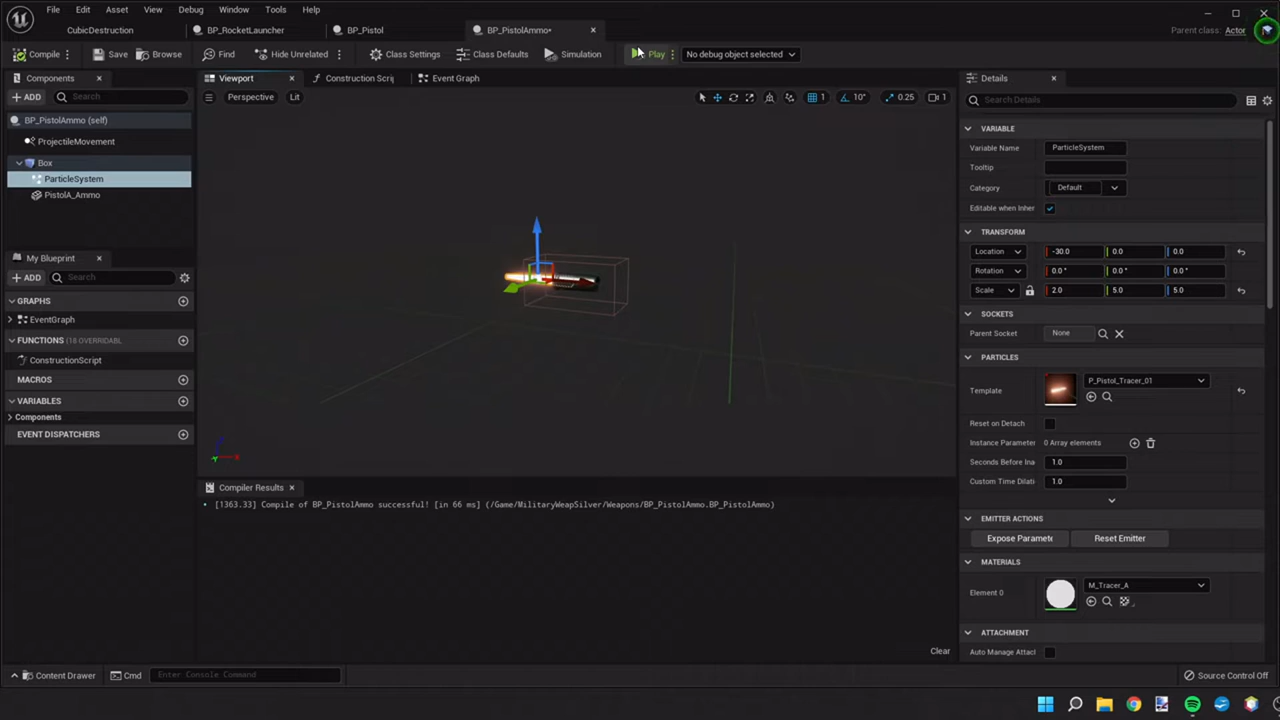 File Edit Asset View Debug Window Tools Help
CubicDestruction BP_RocketLauncher BP_Pistol BP_PistolAmmo•
Parent class: Actor
Compile Save Browse Find Hide Unrelated Class Settings Class Defaults Simulation Play No debug object selected
Components
ADD Search
BP_PistolAmmo (self)
ProjectileMovement
Box
ParticleSystem
PistolA_Ammo
My Blueprint
ADD Search
GRAPHS
EventGraph
FUNCTIONS (18 OVERRIDABL
ConstructionScript
MACROS
VARIABLES
Components
EVENT DISPATCHERS
Viewport Construction Scrip Event Graph
Perspective Lit
1 10° 0.25 1
Compiler Results
[1363.33] Compile of BP_PistolAmmo successful! [in 66 ms] (/Game/MilitaryWeapSilver/Weapons/BP_PistolAmmo.BP_PistolAmmo)
Clear
Details
Search Details
VARIABLE
Variable Name ParticleSystem
Tooltip
Category Default
Editable when Inher
TRANSFORM
Location -30.0 0.0 0.0
Rotation 0.0° 0.0° 0.0°
Scale 2.0 5.0 5.0
SOCKETS
Parent Socket None
PARTICLES
Template P_Pistol_Tracer_01
Reset on Detach
Instance Parameter 0 Array elements
Seconds Before Ina 1.0
Custom Time Dilati 1.0
EMITTER ACTIONS
Expose Paramete Reset Emitter
MATERIALS
Element 0 M_Tracer_A
ATTACHMENT
Auto Manage Attacl
Content Drawer Cmd Enter Console Command
Source Control Off